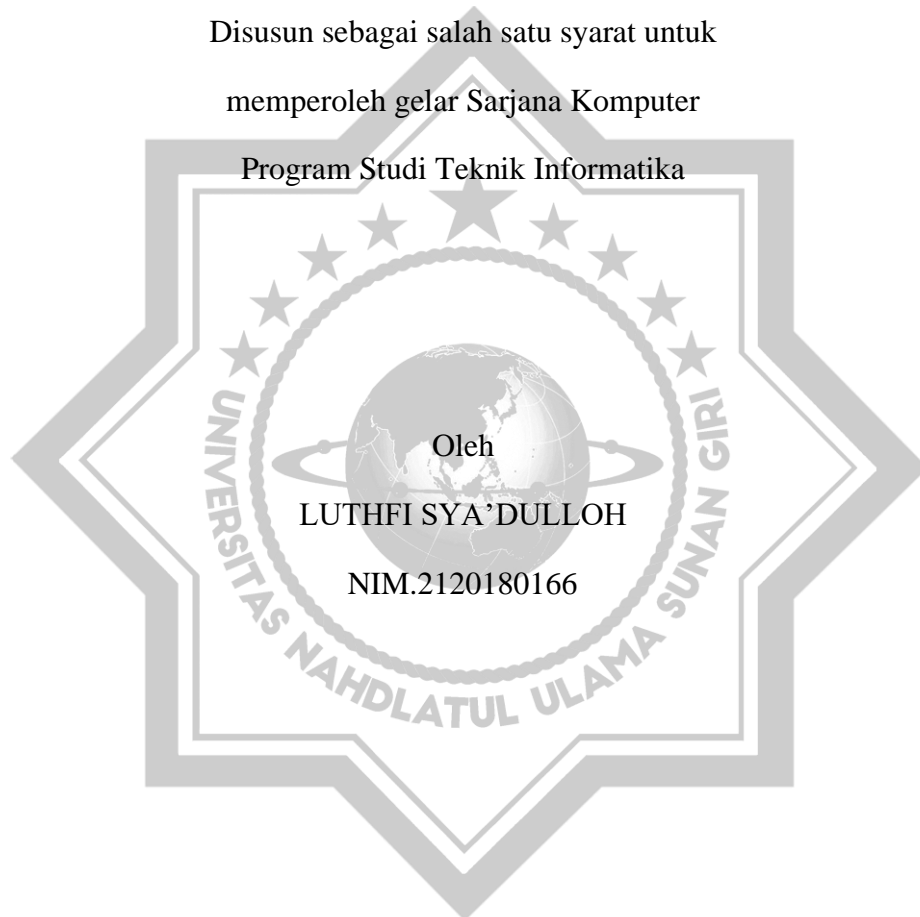 Disusun sebagai salah satu syarat untuk
memperoleh gelar Sarjana Komputer
Program Studi Teknik Informatika
Oleh
LUTHFI SYA’DULLOH
NIM.2120180166
UNIVERSITAS NAHDLATUL ULAMA SUNAN GIRI